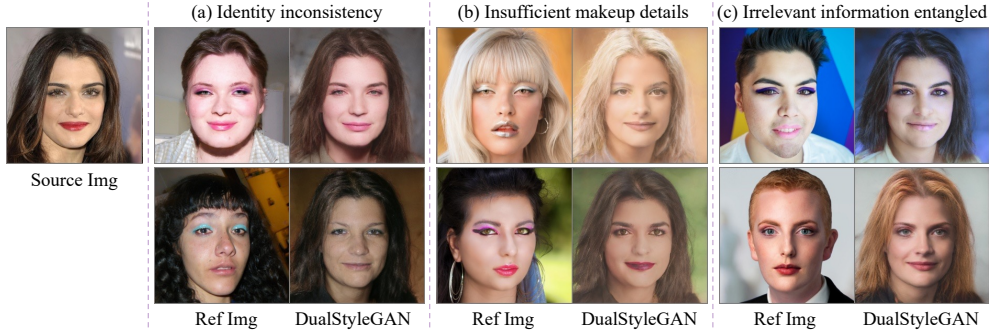 (a) Identity inconsistency
(b) Insufficient makeup details
(c) Irrelevant information entangled
Source Img
Ref Img
DualStyleGAN
Ref Img
DualStyleGAN
Ref Img
DualStyleGAN